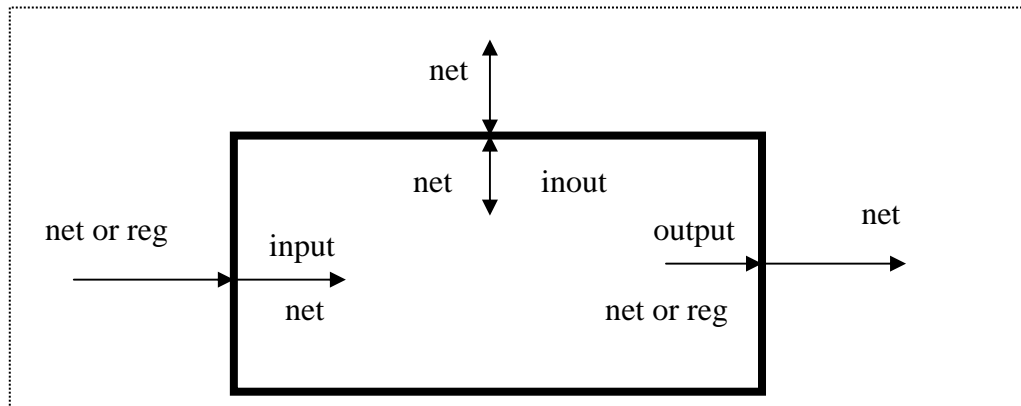 net
net inout
net or reg
input
net
output
net or reg
net